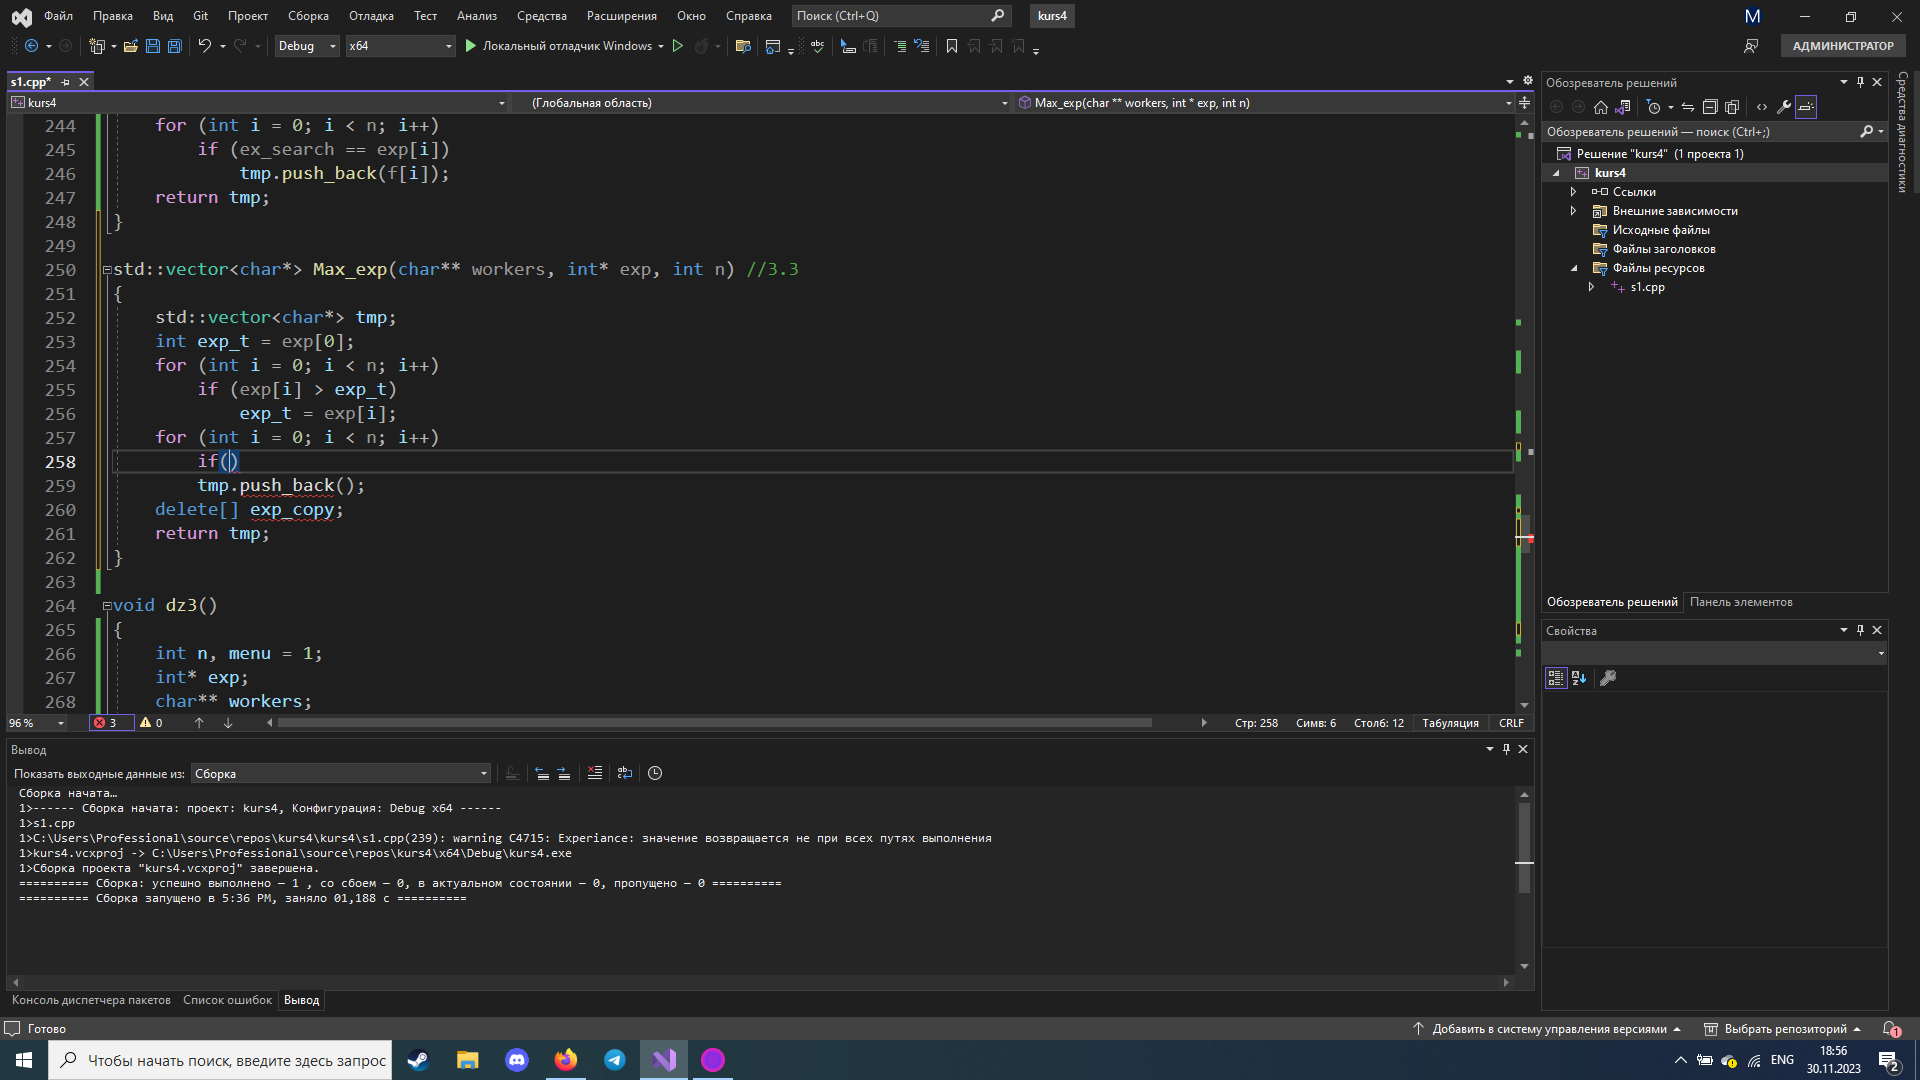 Файл Правка Вид Git Проект Сборка Отладка Тест Анализ Средства Расширения Окно Справка Поиск (Ctrl+Q) kurs4 M
Debug x64 Локальный отладчик Windows abc АДМИНИСТРАТОР
s1.cpp*
kurs4 (Глобальная область) Max_exp(char ** workers, int * exp, int n)
244 for (int i = 0; i < n; i++)
245 if (ex_search == exp[i])
246 tmp.push_back(f[i]);
247 return tmp;
248 }
249
250 std::vector<char*> Max_exp(char** workers, int* exp, int n) //3.3
251 {
252 std::vector<char*> tmp;
253 int exp_t = exp[0];
254 for (int i = 0; i < n; i++)
255 if (exp[i] > exp_t)
256 exp_t = exp[i];
257 for (int i = 0; i < n; i++)
258 if()
259 tmp.push_back();
260 delete[] exp_copy;
261 return tmp;
262 }
263
264 void dz3()
265 {
266 int n, menu = 1;
267 int* exp;
268 char** workers;
96 % 3 0 Стр: 258 Симв: 6 Столб: 12 Табуляция CRLF
Вывод
Показать выходные данные из: Сборка
Сборка начата…
1>------ Сборка начата: проект: kurs4, Конфигурация: Debug x64 ------
1>s1.cpp
1>C:\Users\Professional\source\repos\kurs4\kurs4\s1.cpp(239): warning C4715: Experiance: значение возвращается не при всех путях выполнения
1>kurs4.vcxproj -> C:\Users\Professional\source\repos\kurs4\x64\Debug\kurs4.exe
1>Сборка проекта "kurs4.vcxproj" завершена.
========== Сборка: успешно выполнено — 1 , со сбоем — 0, в актуальном состоянии — 0, пропущено — 0 ==========
========== Сборка запущено в 5:36 PM, заняло 01,188 с ==========
Консоль диспетчера пакетов Список ошибок Вывод
Обозреватель решений
Обозреватель решений — поиск (Ctrl+;)
Решение "kurs4" (1 проекта 1)
kurs4
Ссылки
Внешние зависимости
Исходные файлы
Файлы заголовков
Файлы ресурсов
s1.cpp
Обозреватель решений Панель элементов
Свойства
Средства диагностики
Готово Добавить в систему управления версиями Выбрать репозиторий 1
Чтобы начать поиск, введите здесь запрос ENG 18:56
30.11.2023 2